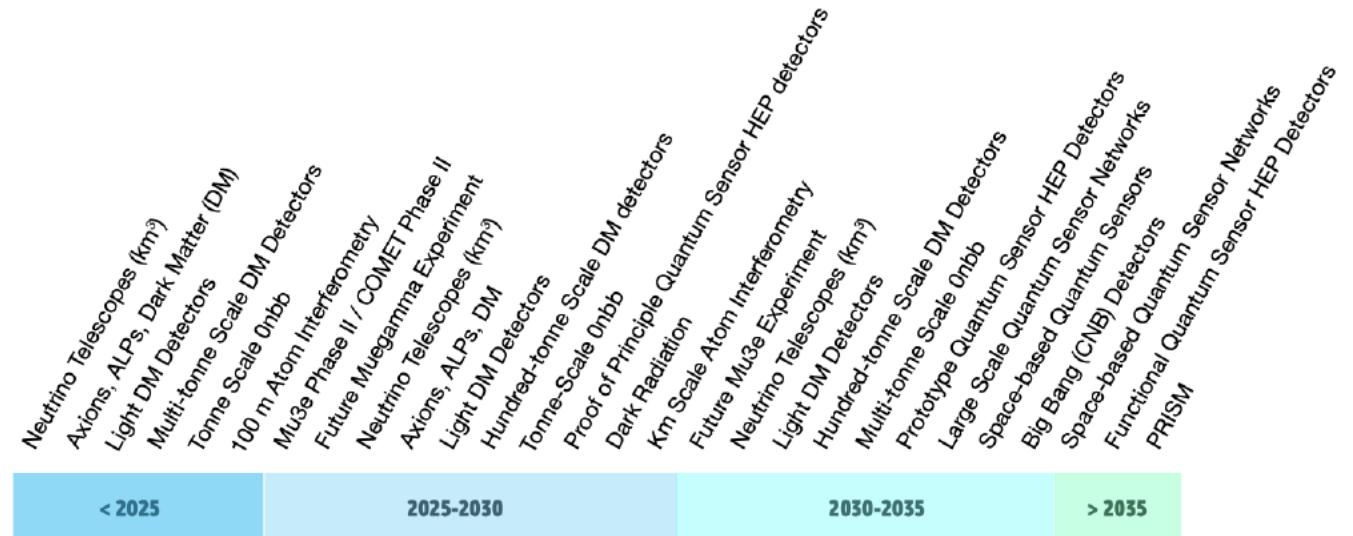 Neutrino Telescopes (km³)
Axions, ALPs, Dark Matter (DM)
Light DM Detectors
Multi-tonne Scale DM Detectors
Tonne Scale 0nbb
100 m Atom Interferometry
Mu3e Phase II / COMET Phase II
Future Muegamma Experiment
Neutrino Telescopes (km³)
Axions, ALPs, DM
Light DM Detectors
Hundred-tonne Scale DM detectors
Tonne-Scale 0nbb
Proof of Principle Quantum Sensor HEP detectors
Dark Radiation
Km Scale Atom Interferometry
Future Mu3e Experiment
Neutrino Telescopes (km³)
Light DM Detectors
Hundred-tonne Scale DM Detectors
Multi-tonne Scale 0nbb
Prototype Quantum Sensor HEP Detectors
Large Scale Quantum Sensor Networks
Space-based Quantum Sensors
Big Bang (CNB) Detectors
Space-based Quantum Sensor Networks
Functional Quantum Sensor HEP Detectors
PRISM
< 2025
2025-2030
2030-2035
> 2035